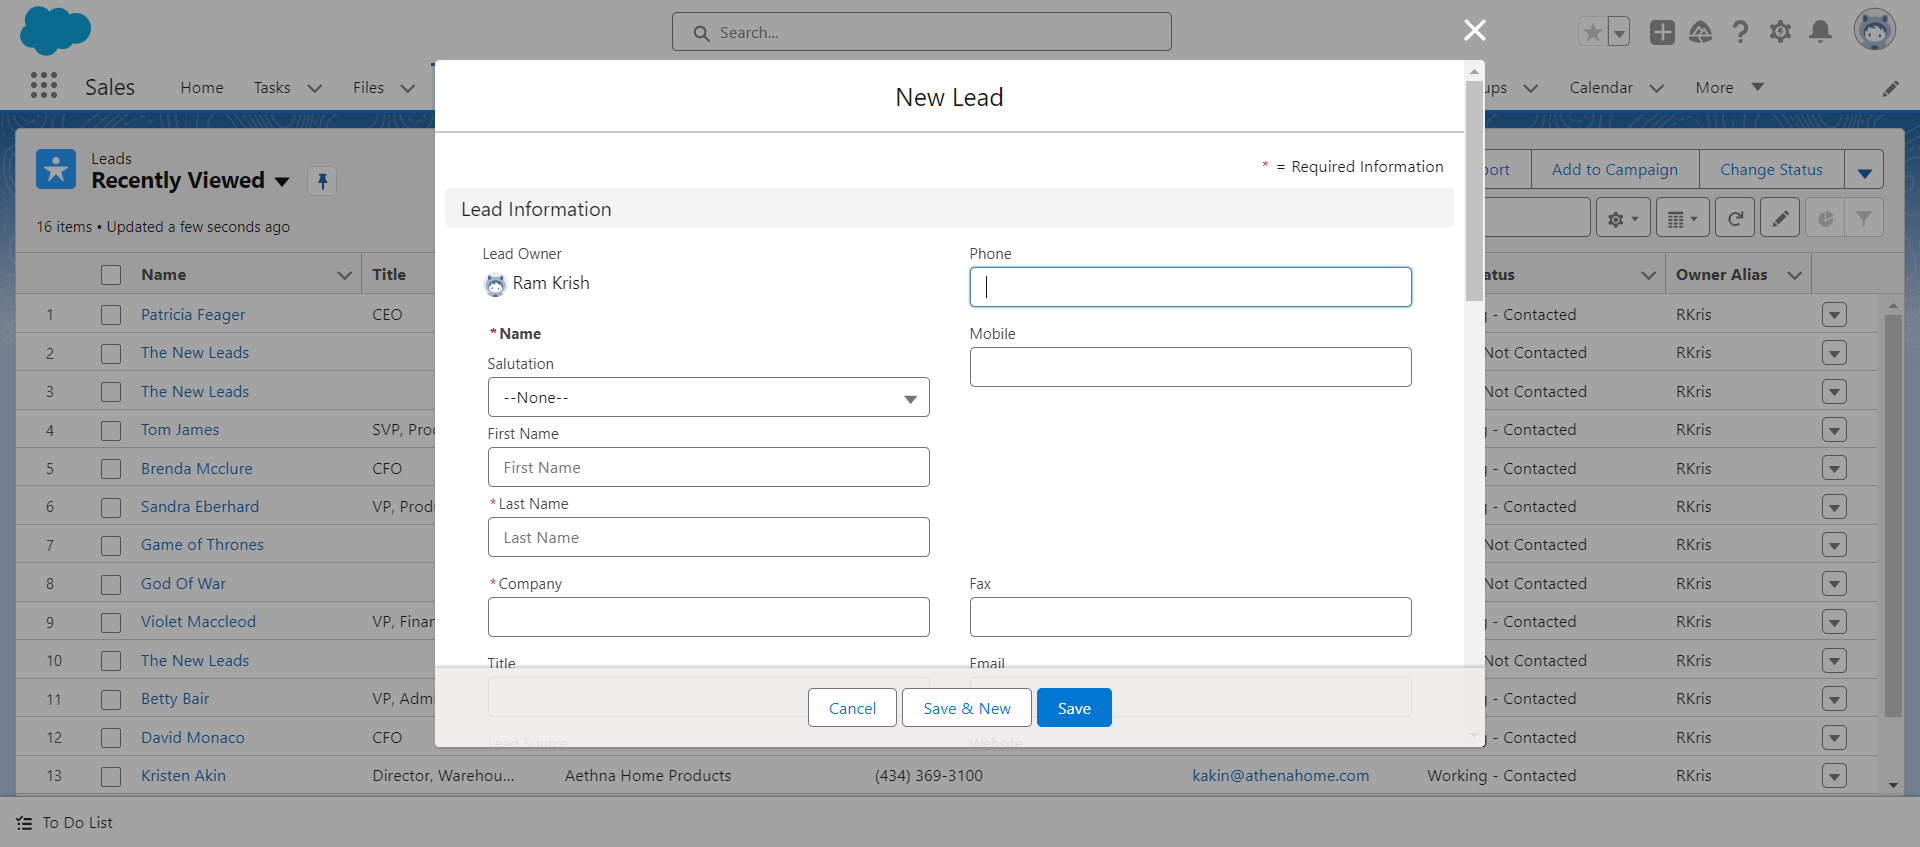 Search...
Sales
Home
Tasks
Files
ups
Calendar
More
Leads
Recently Viewed
16 items • Updated a few seconds ago
port
Add to Campaign
Change Status
Name
Title
atus
Owner Alias
1 Patricia Feager CEO - Contacted RKris
2 The New Leads Not Contacted RKris
3 The New Leads Not Contacted RKris
4 Tom James SVP, Pro - Contacted RKris
5 Brenda Mcclure CFO - Contacted RKris
6 Sandra Eberhard VP, Prod - Contacted RKris
7 Game of Thrones Not Contacted RKris
8 God Of War Not Contacted RKris
9 Violet Maccleod VP, Finan - Contacted RKris
10 The New Leads Not Contacted RKris
11 Betty Bair VP, Admi - Contacted RKris
12 David Monaco CFO - Contacted RKris
13 Kristen Akin Director, Warehou... Aethna Home Products (434) 369-3100 kakin@athenahome.com Working - Contacted RKris
To Do List
New Lead
* = Required Information
Lead Information
Lead Owner
Ram Krish
Phone
*Name
Mobile
Salutation
--None--
First Name
First Name
*Last Name
Last Name
*Company
Fax
Title
Email
Lead Source
Website
Cancel
Save & New
Save